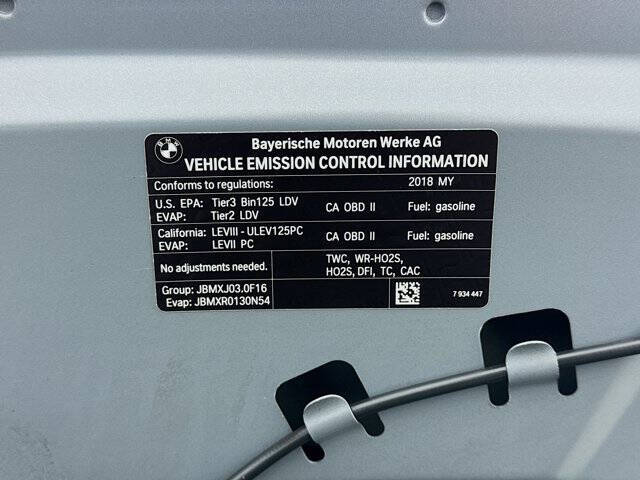 BMW
Bayerische Motoren Werke AG
VEHICLE EMISSION CONTROL INFORMATION
Conforms to regulations: 2018 MY
U.S. EPA: Tier3 Bin125 LDV CA OBD II Fuel: gasoline
EVAP: Tier2 LDV
California: LEVIII - ULEV125PC CA OBD II Fuel: gasoline
EVAP: LEVII PC
No adjustments needed. TWC, WR-HO2S,
HO2S, DFI, TC, CAC
Group: JBMXJ03.0F16
Evap: JBMXR0130N54 7 934 447